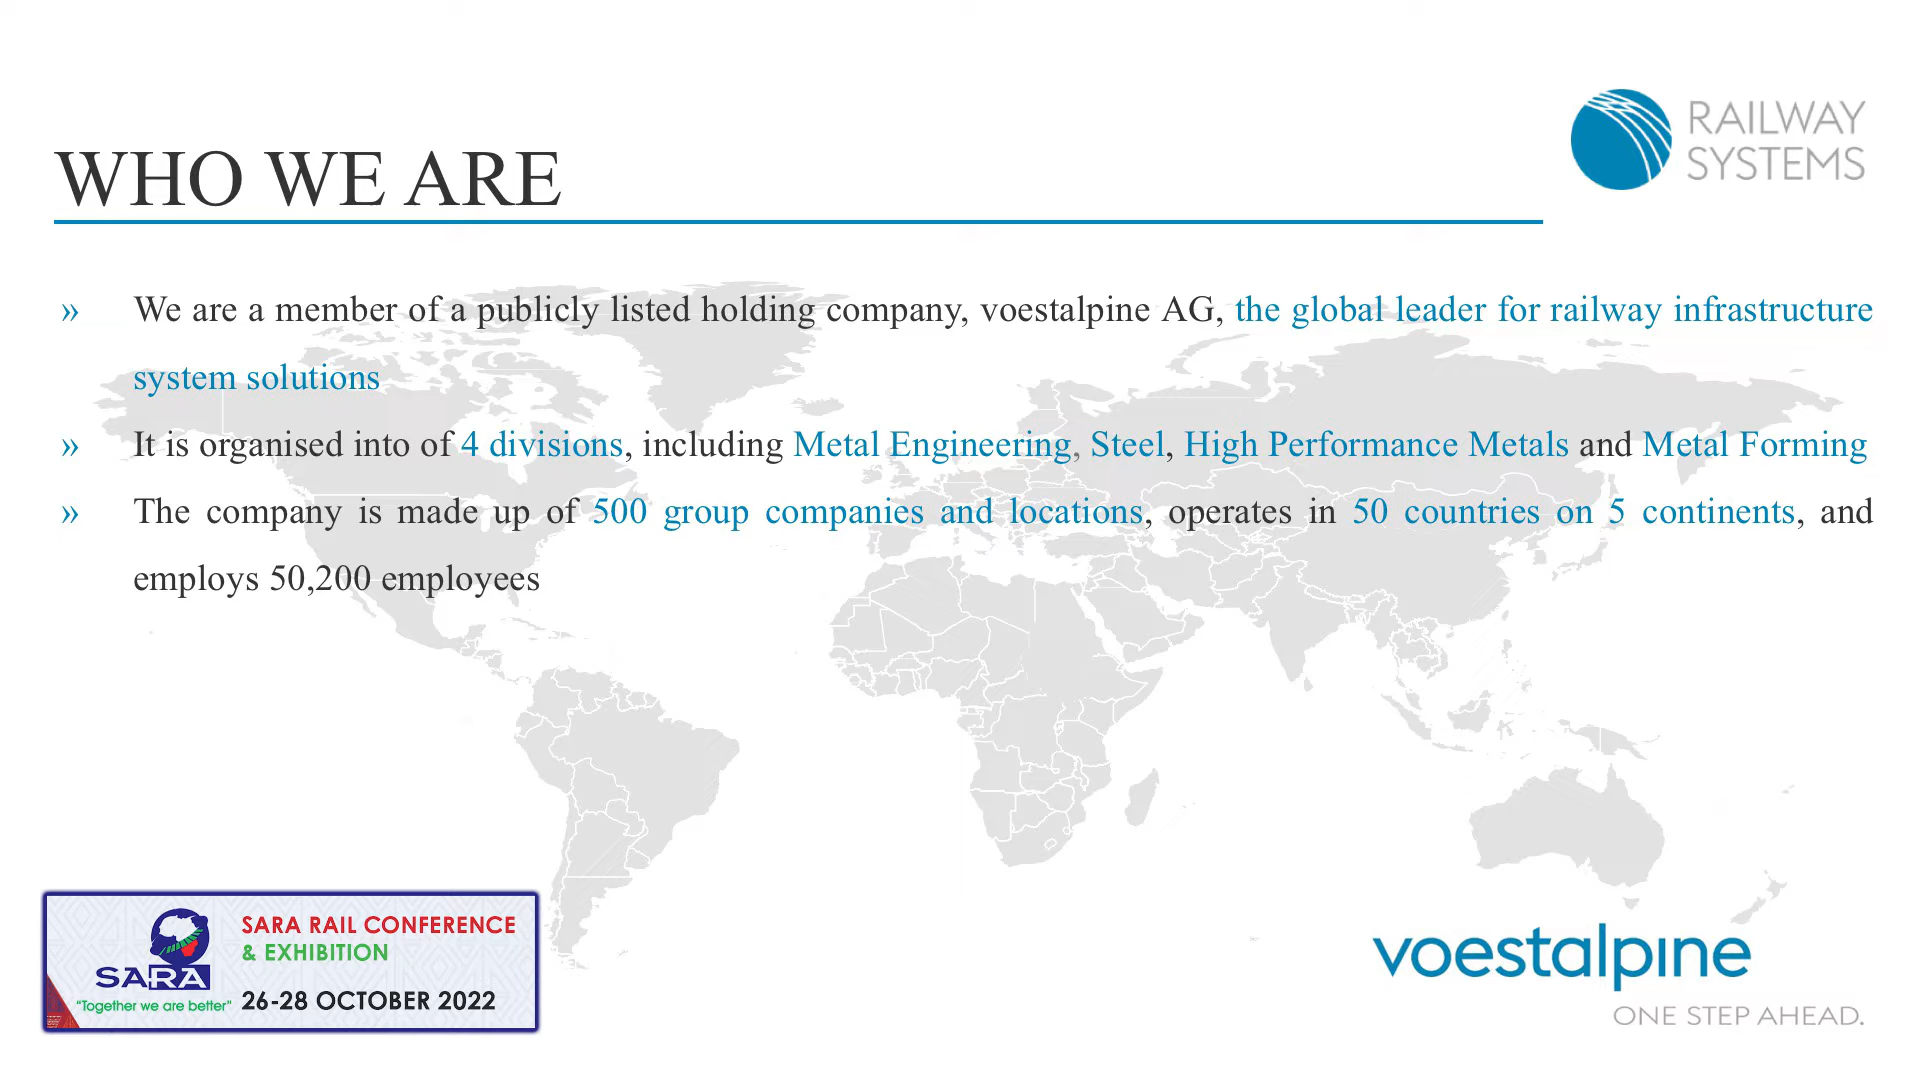 RAILWAY
SYSTEMS
WHO WE ARE
» We are a member of a publicly listed holding company, voestalpine AG, the global leader for railway infrastructure
system solutions
» It is organised into of 4 divisions, including Metal Engineering, Steel, High Performance Metals and Metal Forming
» The company is made up of 500 group companies and locations, operates in 50 countries on 5 continents, and
employs 50,200 employees
SARA RAIL CONFERENCE
& EXHIBITION
SARA
"Together we are better"
26-28 OCTOBER 2022
voestalpine
ONE STEP AHEAD.